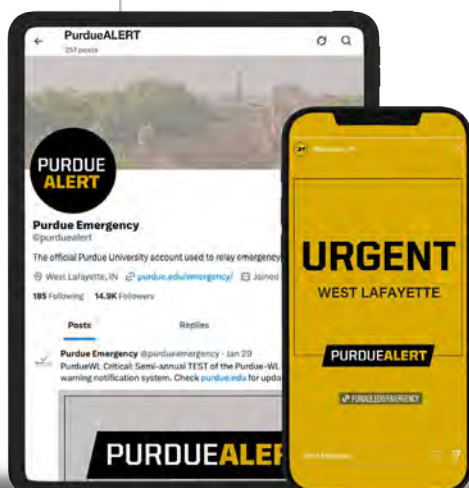 PurdueALERT
251 posts
PURDUE
ALERT
Purdue Emergency
@purduealert
The official Purdue University account used to relay emergency
West Lafayette, IN purdue.edu/emergency/ Joined
185 Following 14.9K Followers
Posts Replies
Purdue Emergency @purdueemergency · Jan 29
PurdueWL Critical: Semi-annual TEST of the Purdue-WL
warning notification system. Check purdue.edu for upda
PURDUEALER
URGENT
WEST LAFAYETTE
PURDUEALERT
PURDUE.EDU/EMERGENCY